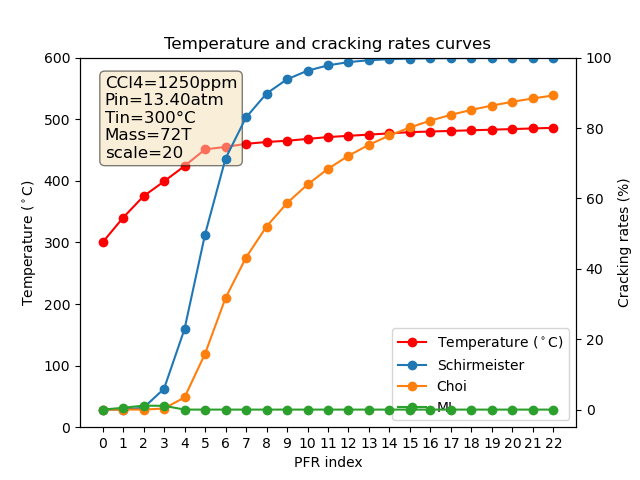 Temperature and cracking rates curves
CCl4=1250ppm
Pin=13.40atm
Tin=300°C
Mass=72T
scale=20
Temperature (°C)
600
500
400
300
200
100
0
Cracking rates (%)
100
80
60
40
20
0
Temperature (°C)
Schirmeister
Choi
ML
0 1 2 3 4 5 6 7 8 9 10 11 12 13 14 15 16 17 18 19 20 21 22
PFR index